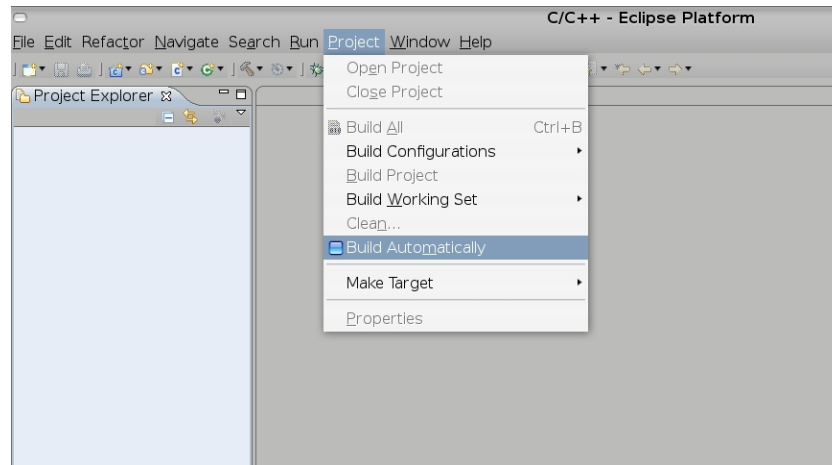 C/C++ - Eclipse Platform
File Edit Refactor Navigate Search Run Project Window Help
Project Explorer
Open Project
Close Project
Build All Ctrl+B
Build Configurations
Build Project
Build Working Set
Clean...
Build Automatically
Make Target
Properties